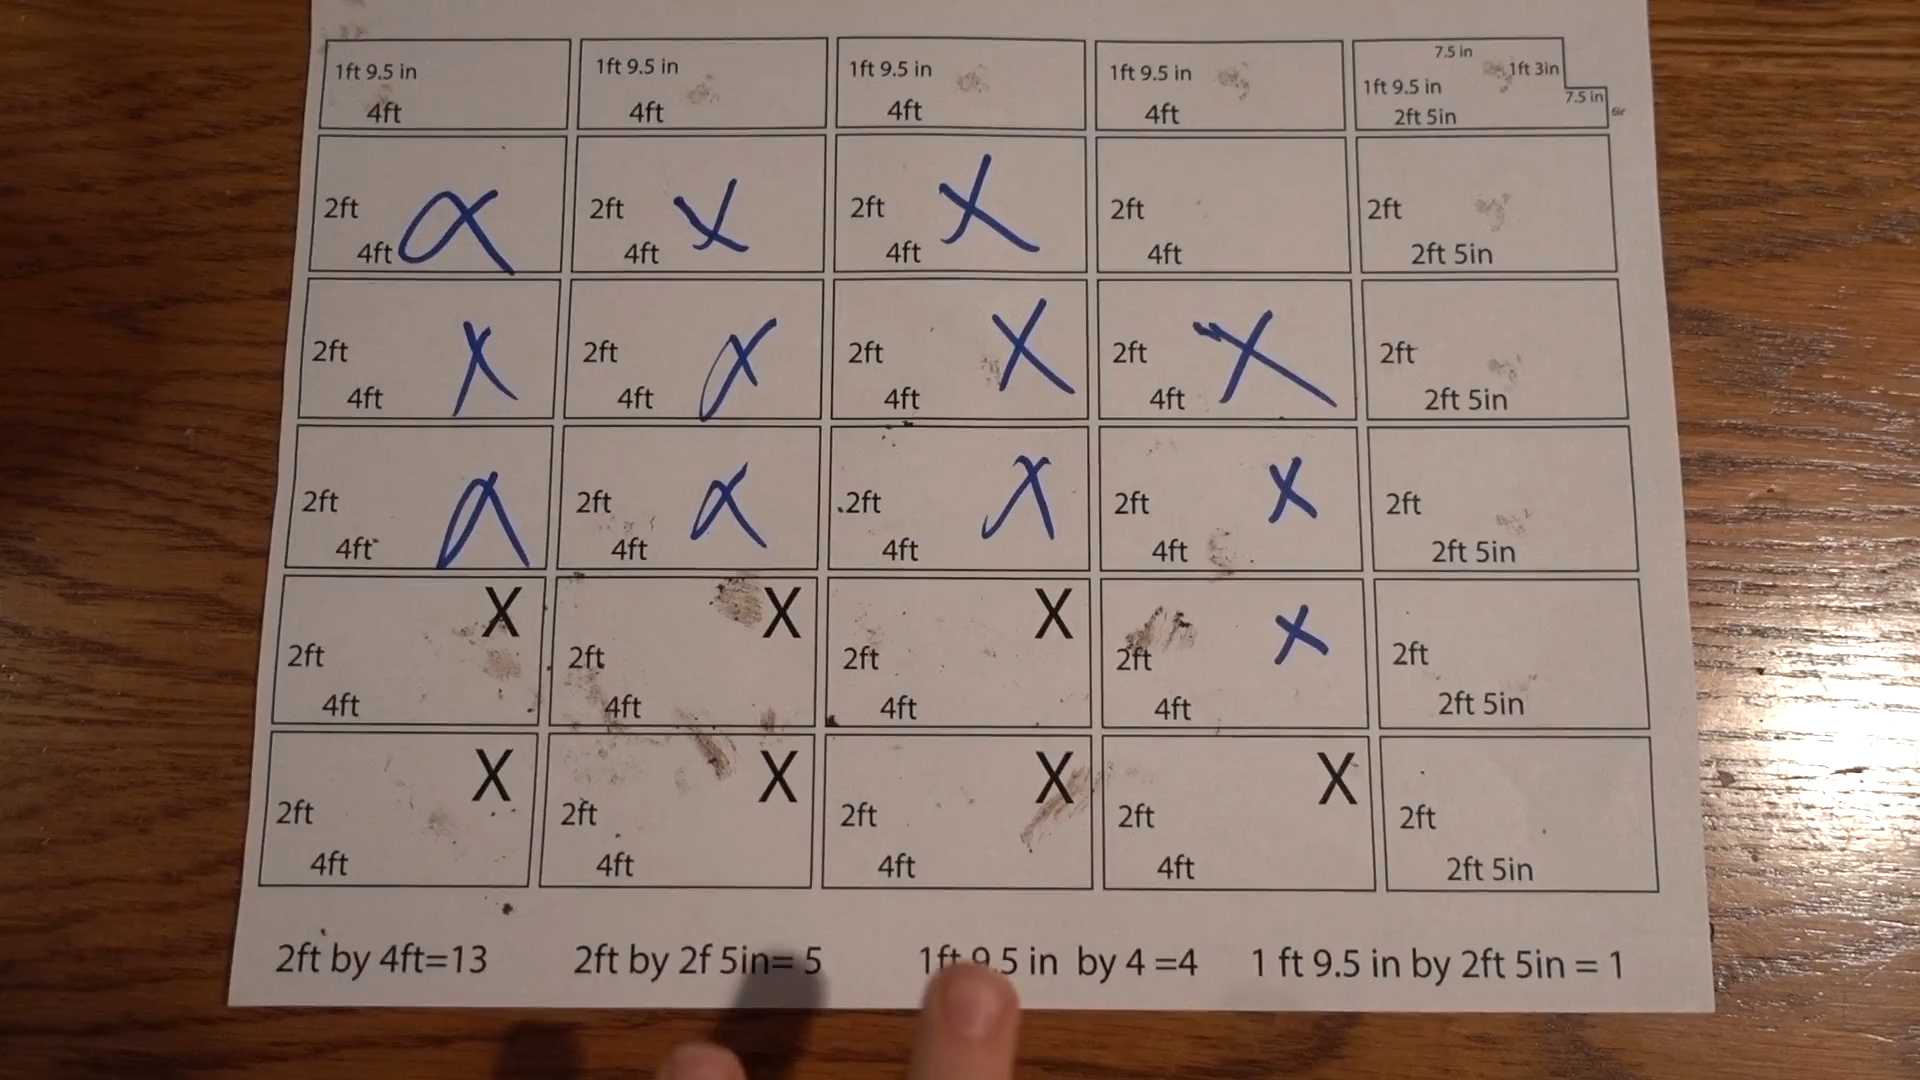 1ft 9.5 in 1ft 9.5 in 1ft 9.5 in 1ft 9.5 in 7.5 in 1ft 3in
4ft 4ft 4ft 4ft 1ft 9.5 in 7.5 in
2ft 5in
2ft X 2ft X 2ft X 2ft 2ft
4ft 4ft 4ft 4ft 2ft 5in
2ft X 2ft X 2ft X 2ft X 2ft
4ft 4ft 4ft 4ft 2ft 5in
2ft X 2ft X 2ft X 2ft X 2ft
4ft 4ft 4ft 4ft 2ft 5in
X X X X
2ft 2ft 2ft 2ft 2ft
4ft 4ft 4ft 4ft 2ft 5in
X X X X
2ft 2ft 2ft 2ft 2ft
4ft 4ft 4ft 4ft 2ft 5in
2ft by 4ft=13 2ft by 2f 5in= 5 1ft 9.5 in by 4 =4 1 ft 9.5 in by 2ft 5in = 1